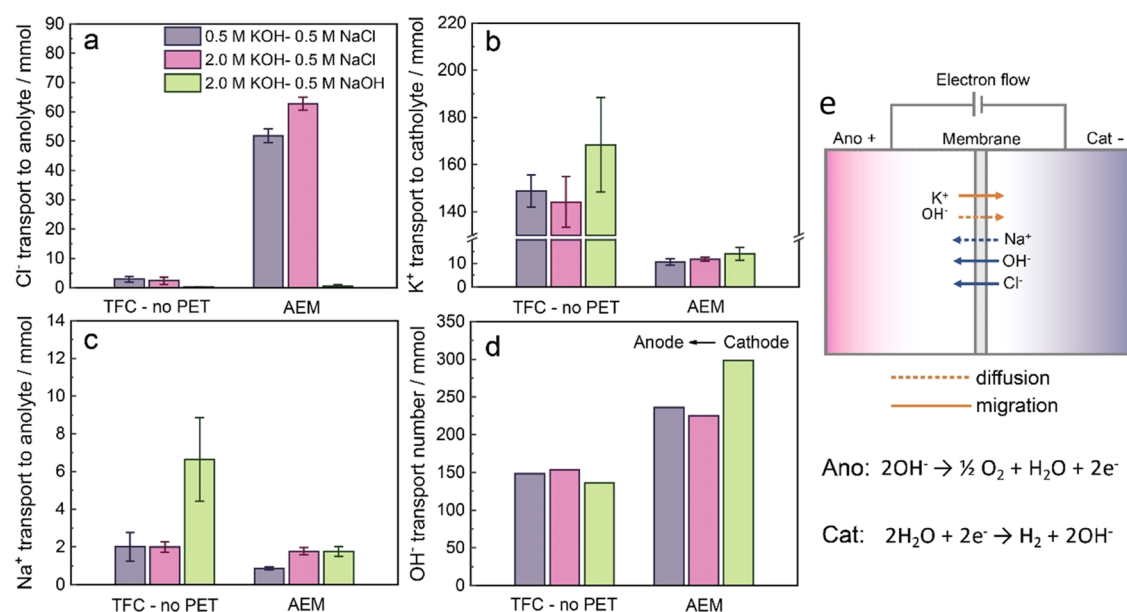 a
0.5 M KOH- 0.5 M NaCl
2.0 M KOH- 0.5 M NaCl
2.0 M KOH- 0.5 M NaOH
Cl- transport to anolyte / mmol
90
80
70
60
50
40
30
20
10
0
TFC - no PET
AEM
b
K+ transport to catholyte / mmol
220
200
180
160
140
10
0
TFC - no PET
AEM
c
Na+ transport to anolyte / mmol
14
12
10
8
6
4
2
0
TFC - no PET
AEM
d
Anode ← Cathode
OH- transport number / mmol
350
300
250
200
150
100
50
0
TFC - no PET
AEM
e
Electron flow
Ano +
Membrane
Cat -
K+
OH-
Na+
OH-
Cl-
diffusion
migration
Ano: 2OH- → ½ O2 + H2O + 2e-
Cat: 2H2O + 2e- → H2 + 2OH-